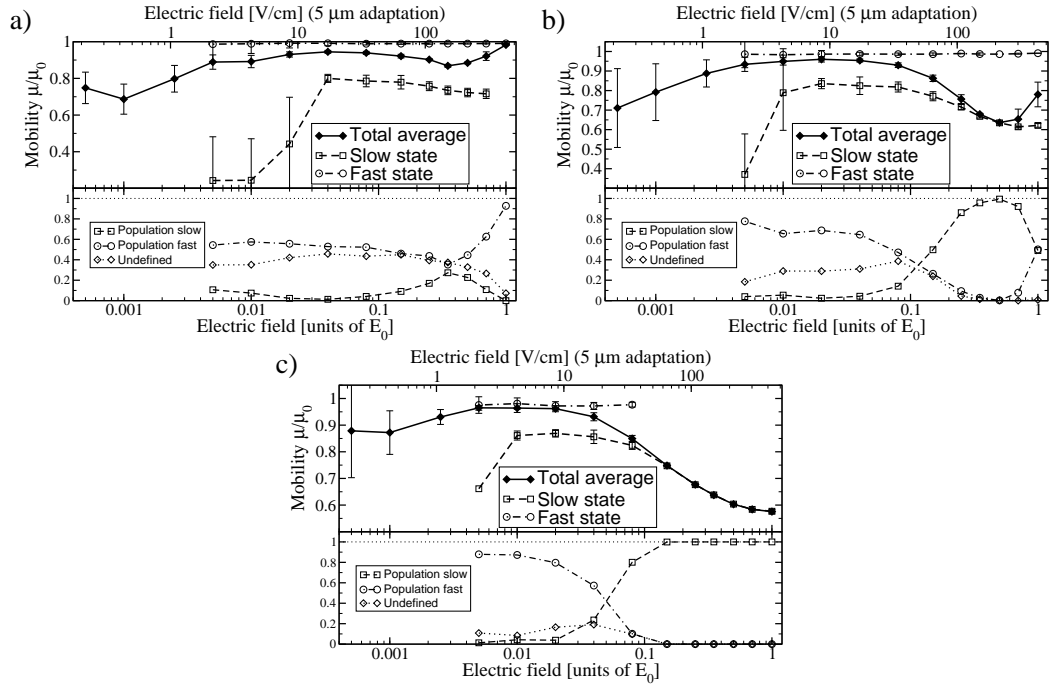 a)
Electric field [V/cm] (5 µm adaptation)
1 10 100
Mobility µ/µ0
1
0.8
0.6
0.4
Total average
Slow state
Fast state
1
0.8
0.6
0.4
0.2
0
Population slow
Population fast
Undefined
0.001 0.01 0.1 1
Electric field [units of E0]
b)
Electric field [V/cm] (5 µm adaptation)
1 10 100
Mobility µ/µ0
1
0.9
0.8
0.7
0.6
0.5
0.4
Total average
Slow state
Fast state
1
0.8
0.6
0.4
0.2
0
Population slow
Population fast
Undefined
0.001 0.01 0.1 1
Electric field [units of E0]
c)
Electric field [V/cm] (5 µm adaptation)
1 10 100
Mobility µ/µ0
1
0.9
0.8
0.7
0.6
Total average
Slow state
Fast state
1
0.8
0.6
0.4
0.2
0
Population slow
Population fast
Undefined
0.001 0.01 0.1 1
Electric field [units of E0]